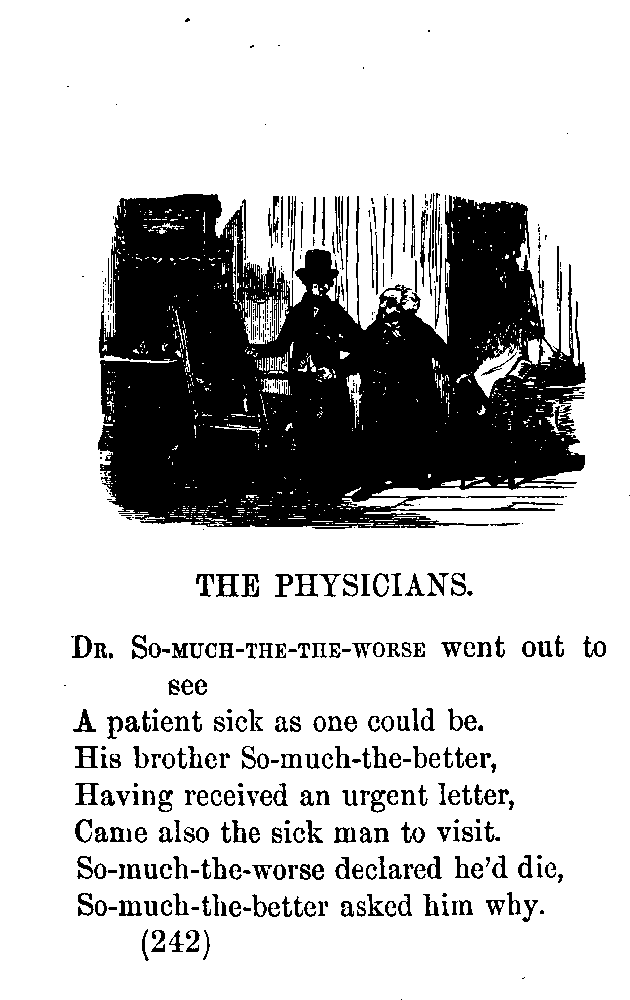 THE PHYSICIANS.
DR. SO-MUCH-THE-THE-WORSE went out to
see
A patient sick as one could be.
His brother So-much-the-better,
Having received an urgent letter,
Came also the sick man to visit.
So-much-the-worse declared he'd die,
So-much-the-better asked him why.
(242)